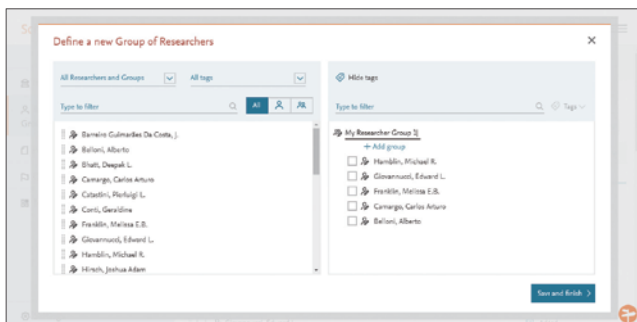 Define a new Group of Researchers
All Researchers and Groups
All tags
Type to filter
All
Barreiro Guimarães Da Costa, J.
Belloni, Alberto
Bhatt, Deepak L.
Camargo, Carlos Arturo
Catastini, Pierluigi L.
Conti, Geraldine
Franklin, Melissa E.B.
Giovannucci, Edward L.
Hamblin, Michael R.
Hirsch, Joshua Adam
Hide tags
Type to filter
Tags
My Researcher Group 1
+ Add group
Hamblin, Michael R.
Giovannucci, Edward L.
Franklin, Melissa E.B.
Camargo, Carlos Arturo
Belloni, Alberto
Save and finish >